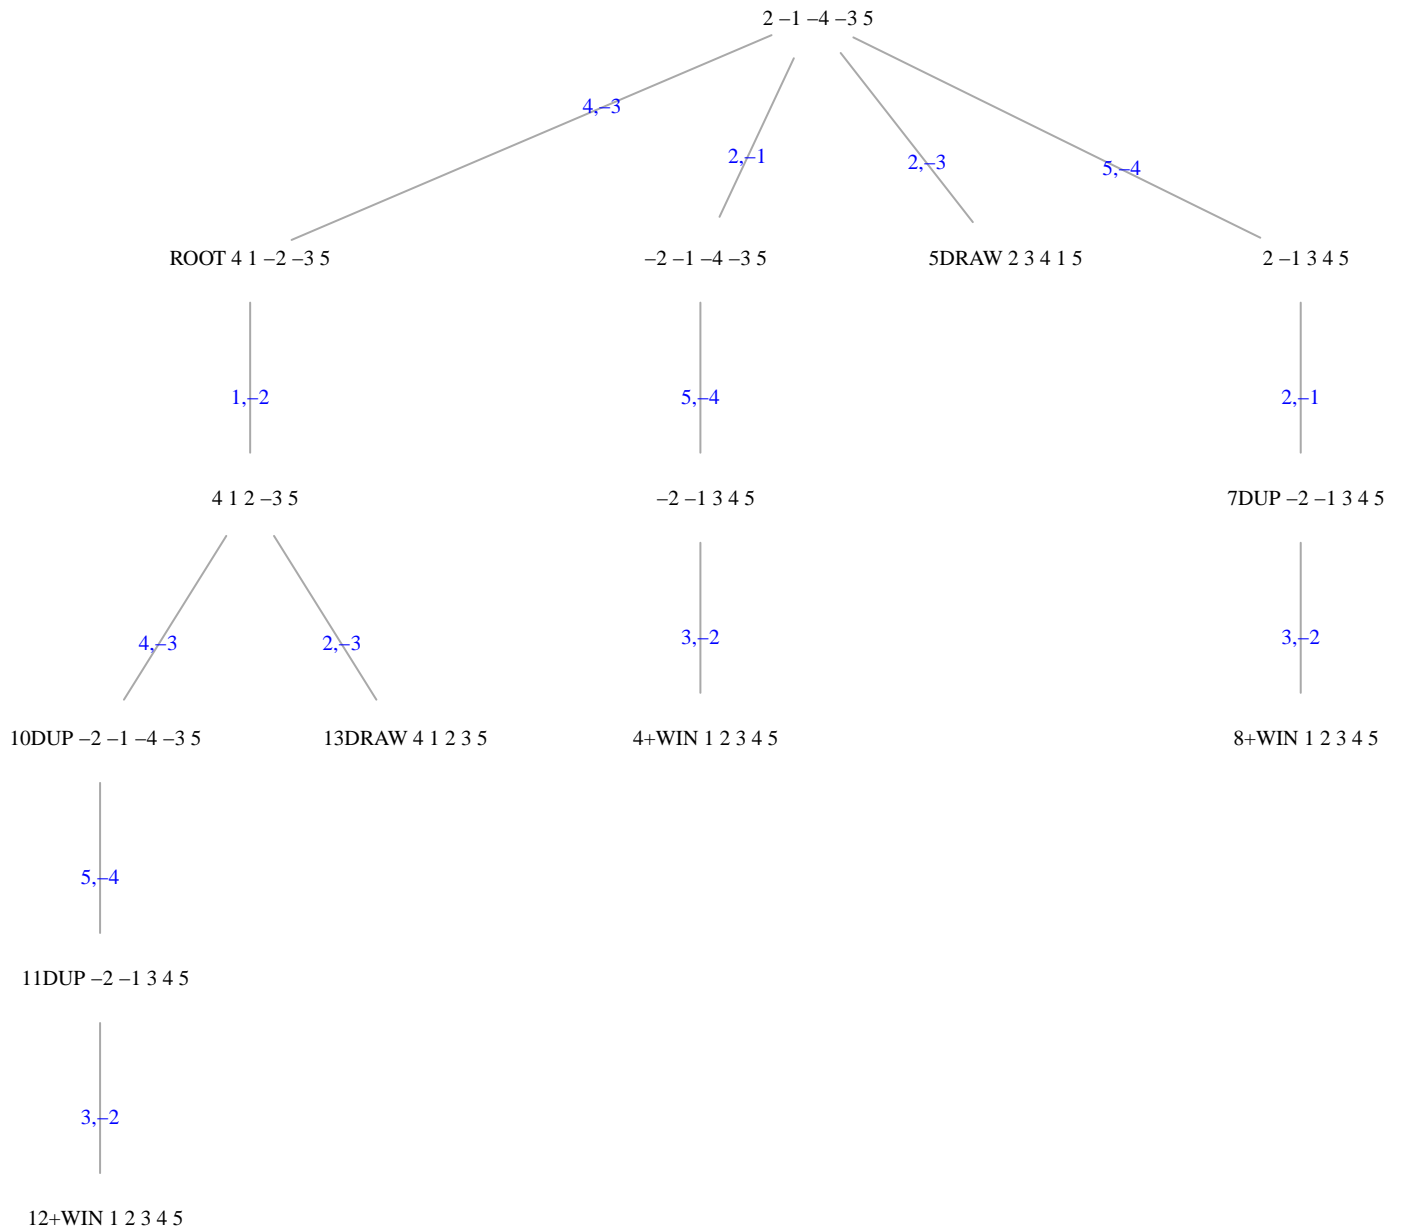 2 –1 –4 –3 5
4,–3
2,–1
2,–3
5,–4
ROOT 4 1 –2 –3 5
–2 –1 –4 –3 5
5DRAW 2 3 4 1 5
2 –1 3 4 5
1,–2
5,–4
2,–1
4 1 2 –3 5
–2 –1 3 4 5
7DUP –2 –1 3 4 5
4,–3
2,–3
3,–2
3,–2
10DUP –2 –1 –4 –3 5
13DRAW 4 1 2 3 5
4+WIN 1 2 3 4 5
8+WIN 1 2 3 4 5
5,–4
11DUP –2 –1 3 4 5
3,–2
12+WIN 1 2 3 4 5